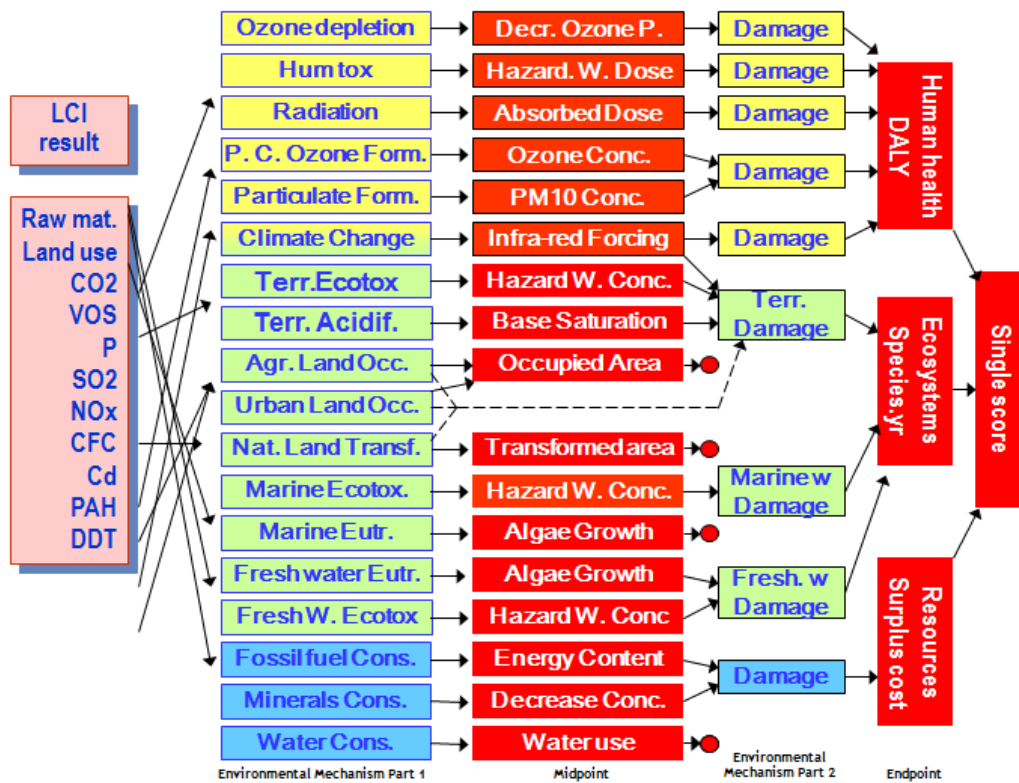 LCI
result
Raw mat.
Land use
CO2
VOS
P
SO2
NOx
CFC
Cd
PAH
DDT
Ozone depletion
Hum tox
Radiation
P. C. Ozone Form.
Particulate Form.
Climate Change
Terr.Ecotox
Terr. Acidif.
Agr. Land Occ.
Urban Land Occ.
Nat. Land Transf.
Marine Ecotox.
Marine Eutr.
Fresh water Eutr.
Fresh W. Ecotox
Fossil fuel Cons.
Minerals Cons.
Water Cons.
Environmental Mechanism Part 1
Decr. Ozone P.
Hazard. W. Dose
Absorbed Dose
Ozone Conc.
PM10 Conc.
Infra-red Forcing
Hazard W. Conc.
Base Saturation
Occupied Area
Transformed area
Hazard W. Conc.
Algae Growth
Algae Growth
Hazard W. Conc
Energy Content
Decrease Conc.
Water use
Midpoint
Damage
Damage
Damage
Damage
Damage
Terr.
Damage
Marine w
Damage
Fresh. w
Damage
Damage
Environmental
Mechanism Part 2
Human health
DALY
Ecosystems
Species.yr
Resources
Surplus cost
Endpoint
Single score